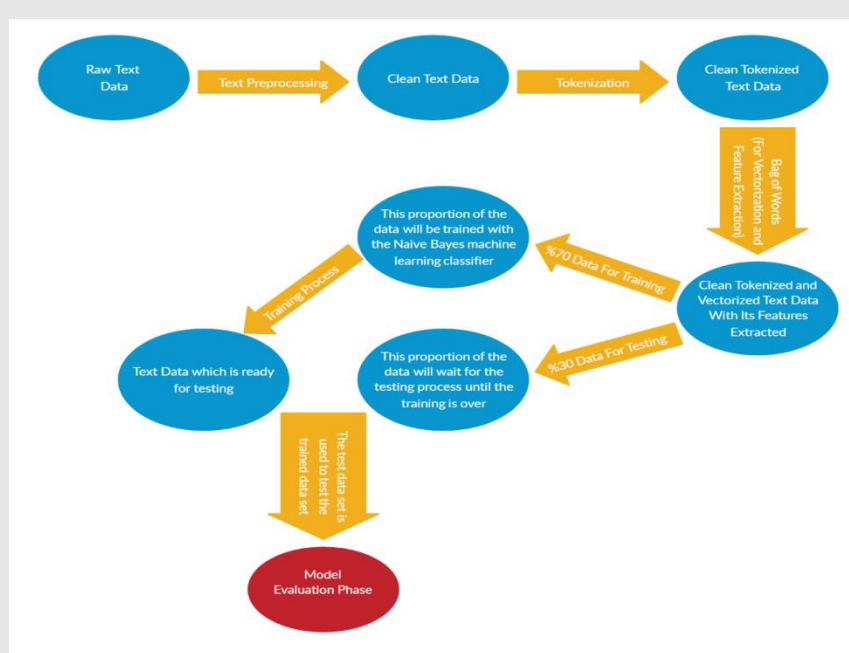 Raw Text
Data
Text Preprocessing
Clean Text Data
Tokenization
Clean Tokenized
Text Data
Bag of Words
(For Vectorization and
Feature Extraction)
Clean Tokenized and
Vectorized Text Data
With Its Features
Extracted
%70 Data For Training
This proportion of the
data will be trained with
the Naive Bayes machine
learning classifier
Training Process
Text Data which is ready
for testing
%30 Data For Testing
This proportion of the
data will wait for the
testing process until the
training is over
The test data set is
used to test the
trained data set
Model
Evaluation Phase